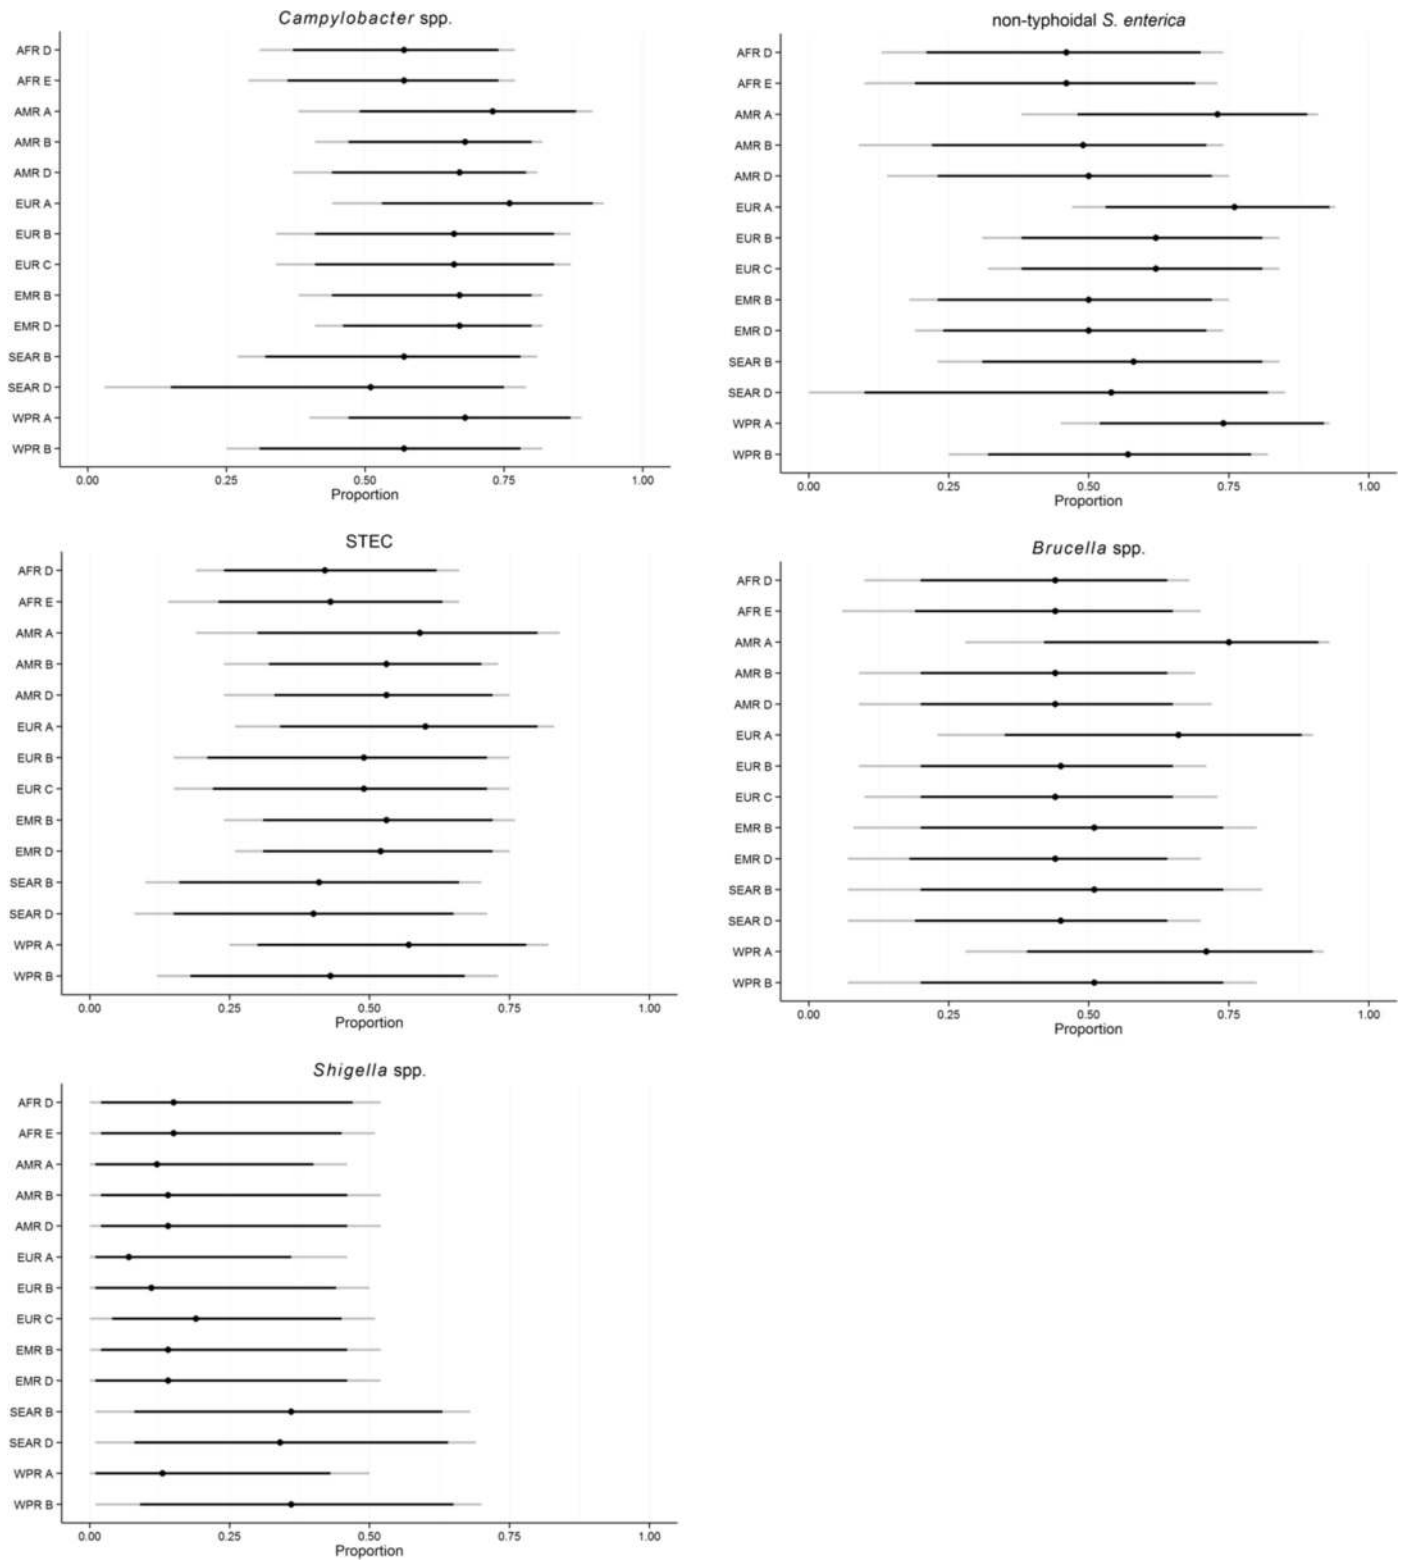 Campylobacter spp.
AFR D
AFR E
AMR A
AMR B
AMR D
EUR A
EUR B
EUR C
EMR B
EMR D
SEAR B
SEAR D
WPR A
WPR B
0.00 0.25 0.50 0.75 1.00
Proportion
non-typhoidal S. enterica
AFR D
AFR E
AMR A
AMR B
AMR D
EUR A
EUR B
EUR C
EMR B
EMR D
SEAR B
SEAR D
WPR A
WPR B
0.00 0.25 0.50 0.75 1.00
Proportion
STEC
AFR D
AFR E
AMR A
AMR B
AMR D
EUR A
EUR B
EUR C
EMR B
EMR D
SEAR B
SEAR D
WPR A
WPR B
0.00 0.25 0.50 0.75 1.00
Proportion
Brucella spp.
AFR D
AFR E
AMR A
AMR B
AMR D
EUR A
EUR B
EUR C
EMR B
EMR D
SEAR B
SEAR D
WPR A
WPR B
0.00 0.25 0.50 0.75 1.00
Proportion
Shigella spp.
AFR D
AFR E
AMR A
AMR B
AMR D
EUR A
EUR B
EUR C
EMR B
EMR D
SEAR B
SEAR D
WPR A
WPR B
0.00 0.25 0.50 0.75 1.00
Proportion